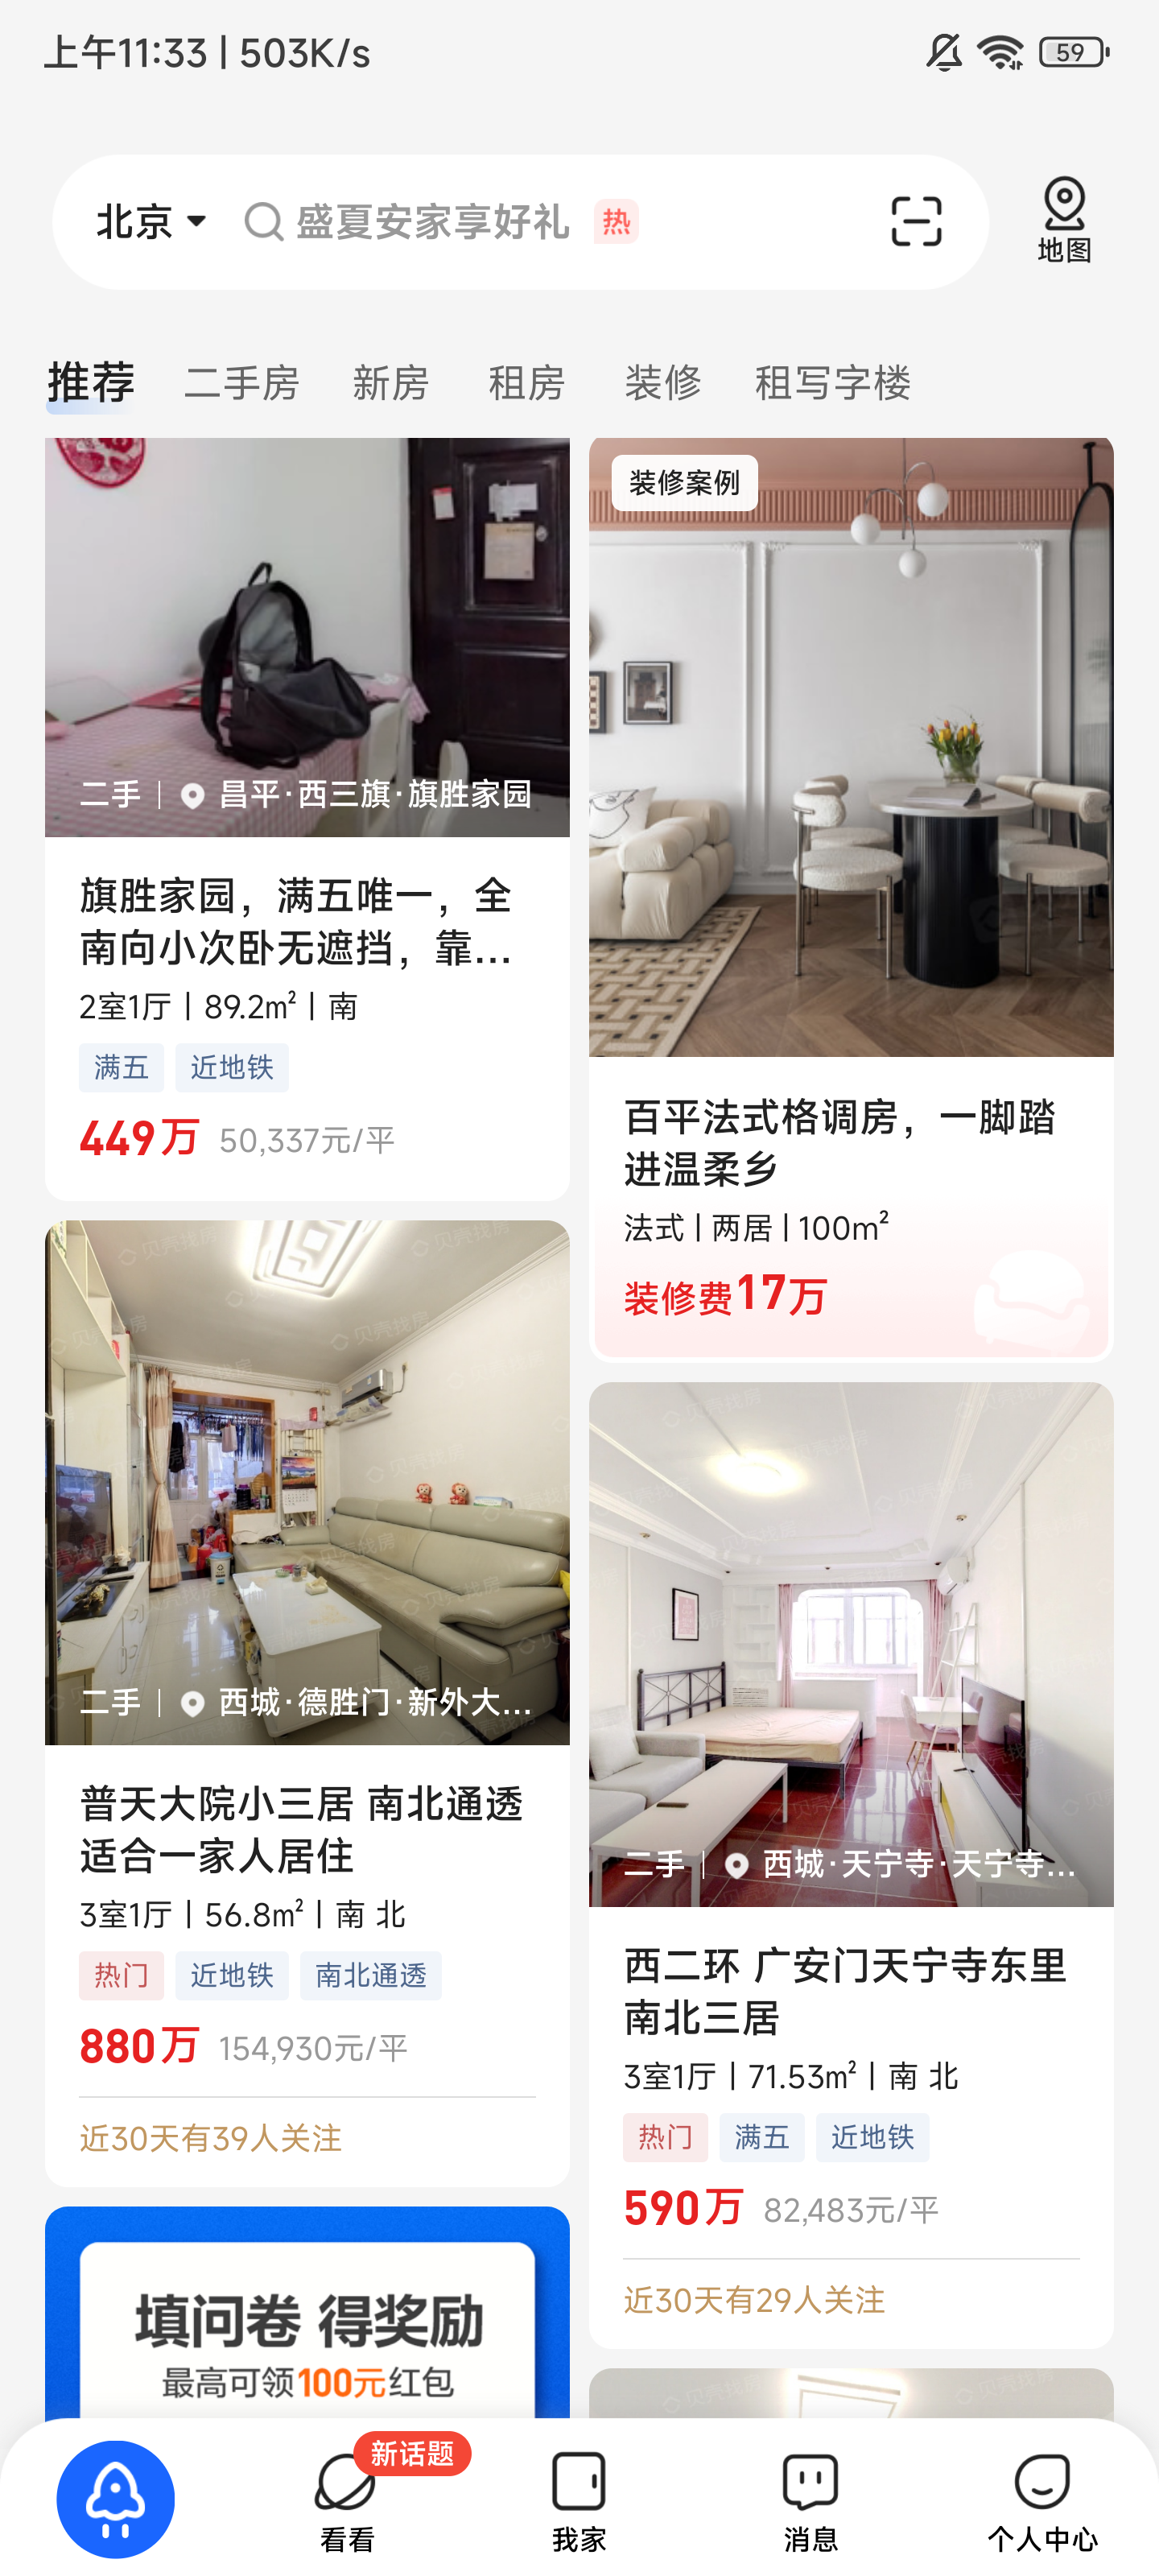 上午11:33 | 503K/s
59
北京
盛夏安家享好礼
热
地图
推荐
二手房
新房
租房
装修
租写字楼
二手 | 昌平·西三旗·旗胜家园
旗胜家园，满五唯一，全
南向小次卧无遮挡，靠...
2室1厅 | 89.2㎡ | 南
满五
近地铁
449万 50,337元/平
装修案例
百平法式格调房，一脚踏
进温柔乡
法式 | 两居 | 100m²
装修费17万
贝壳找房
二手 | 西城·德胜门·新外大...
普天大院小三居 南北通透
适合一家人居住
3室1厅 | 56.8㎡ | 南 北
热门
近地铁
南北通透
880万 154,930元/平
近30天有39人关注
贝壳找房
二手 | 西城·天宁寺·天宁寺...
西二环 广安门天宁寺东里
南北三居
3室1厅 | 71.53㎡ | 南 北
热门
满五
近地铁
590万 82,483元/平
近30天有29人关注
填问卷 得奖励
最高可领100元红包
贝壳找房
新话题
看看
我家
消息
个人中心